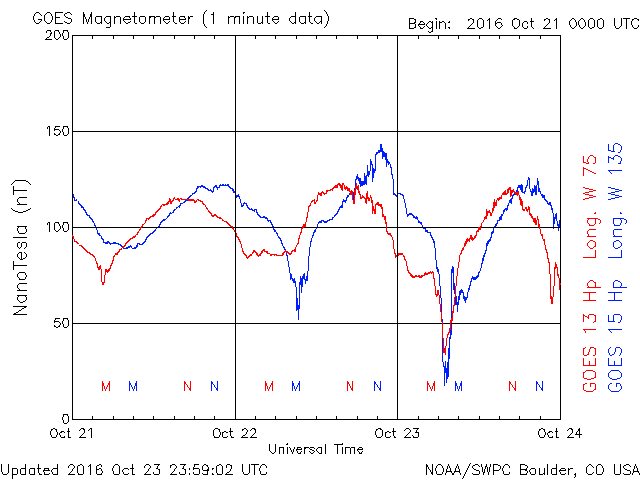 GOES Magnetometer (1 minute data)
Begin: 2016 Oct 21 0000 UTC
200
150
100
50
0
NanoTesla (nT)
M M N N M M N N M M N N
Oct 21 Oct 22 Oct 23 Oct 24
Universal Time
GOES 13 Hp Long. W 75
GOES 15 Hp Long. W 135
Updated 2016 Oct 23 23:59:02 UTC
NOAA/SWPC Boulder, CO USA